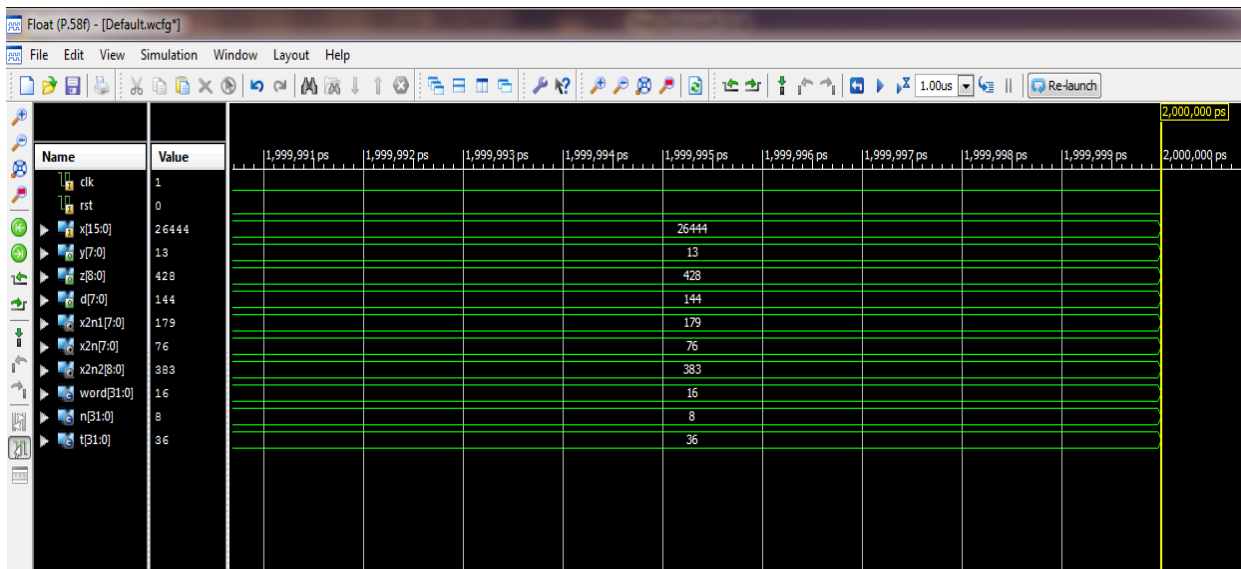 Float (P.58f) - [Default.wcfg*]
File Edit View Simulation Window Layout Help
1.00us Re-launch
2,000,000 ps
Name Value 1,999,991 ps 1,999,992 ps 1,999,993 ps 1,999,994 ps 1,999,995 ps 1,999,996 ps 1,999,997 ps 1,999,998 ps 1,999,999 ps 2,000,000 ps
clk 1
rst 0
x[15:0] 26444 26444
y[7:0] 13 13
z[8:0] 428 428
d[7:0] 144 144
x2n1[7:0] 179 179
x2n[7:0] 76 76
x2n2[8:0] 383 383
word[31:0] 16 16
n[31:0] 8 8
t[31:0] 36 36